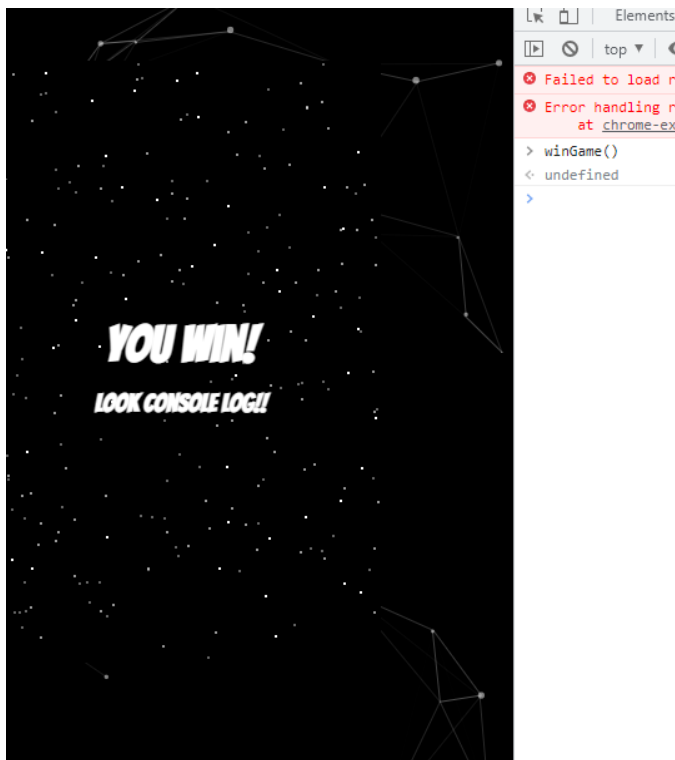 Elements
top
Failed to load
Error handling
at chrome-ex
winGame()
undefined
YOU WIN!
LOOK CONSOLE LOG!!